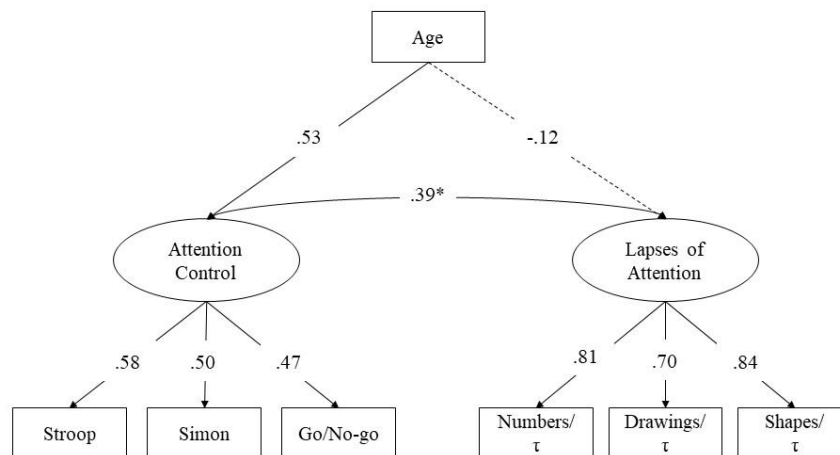 Age
.53
-.12
.39*
Attention
Control
Lapses of
Attention
.58
.50
.47
.81
.70
.84
Stroop
Simon
Go/No-go
Numbers/
τ
Drawings/
τ
Shapes/
τ